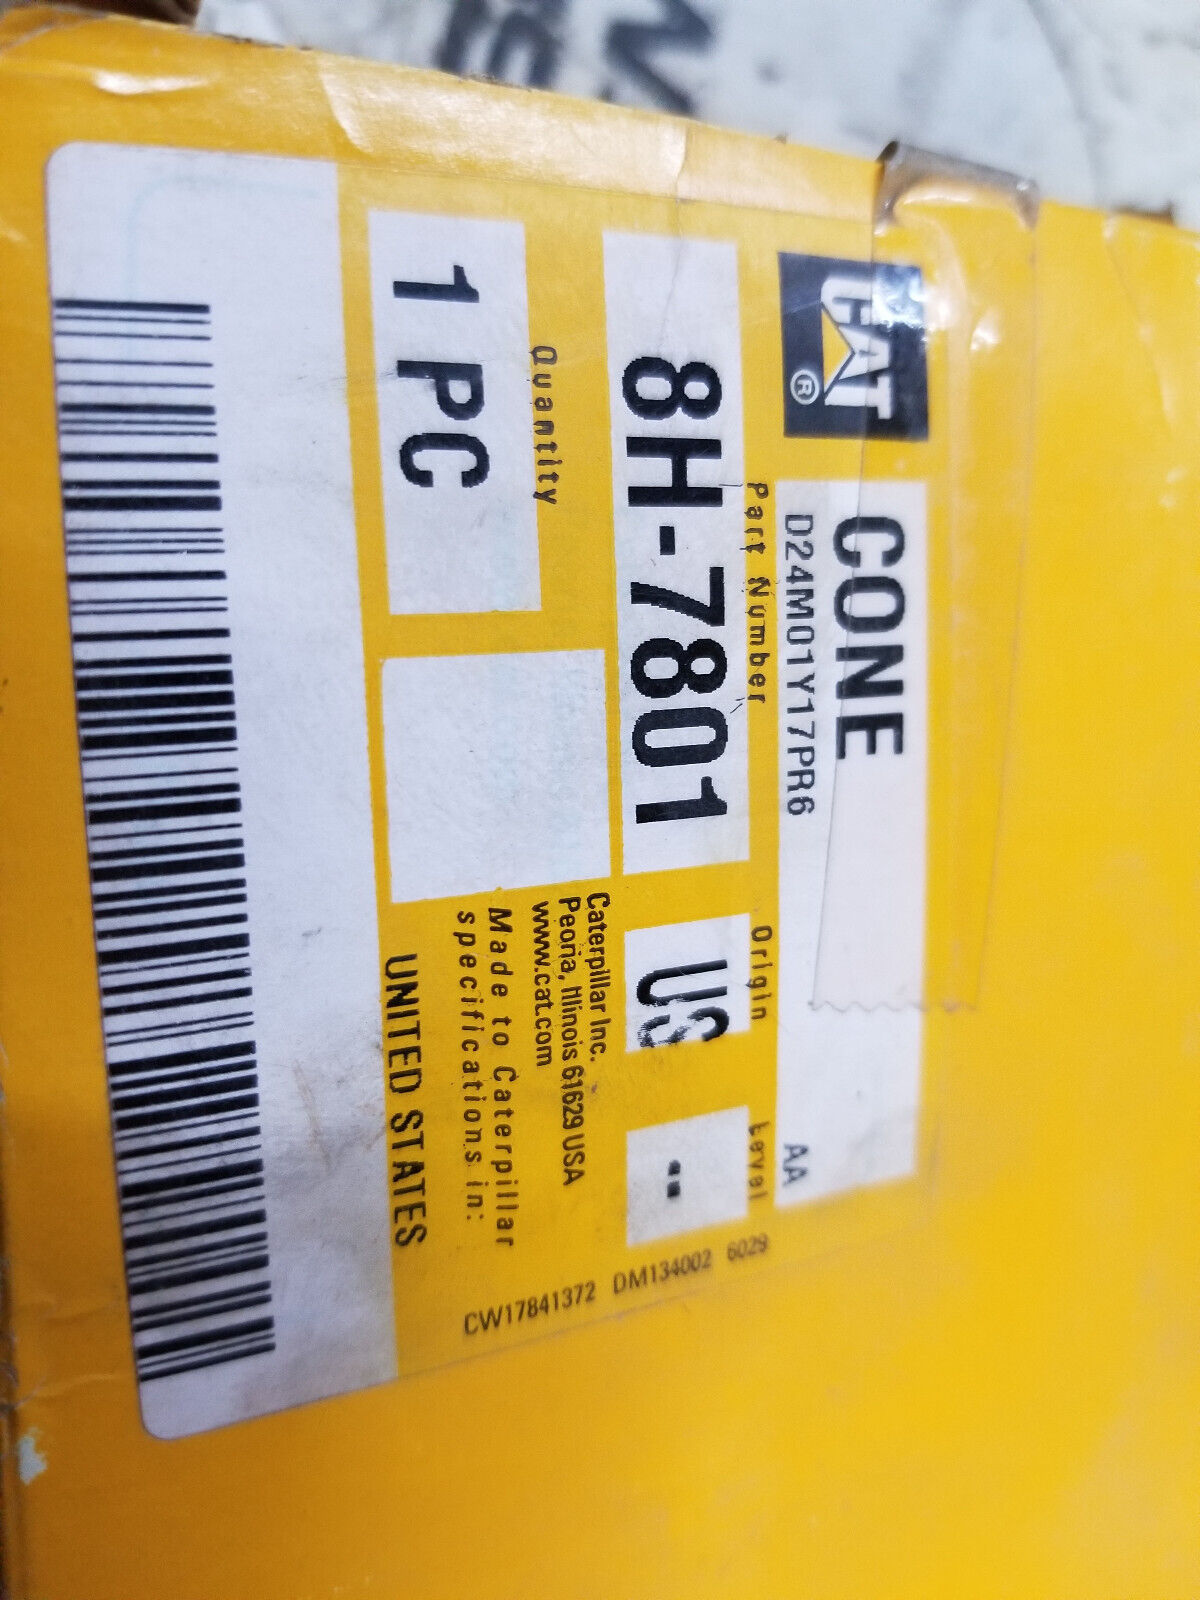 CAT®
CONE
D24M01Y17PR6 AA
Part Number Origin Level
8H-7801 US --
Quantity
1 PC
Caterpillar Inc.
Peoria, Illinois 61629 USA
www.cat.com
Made to Caterpillar
specifications in:
UNITED STATES
CW17841372 DM134002 6029